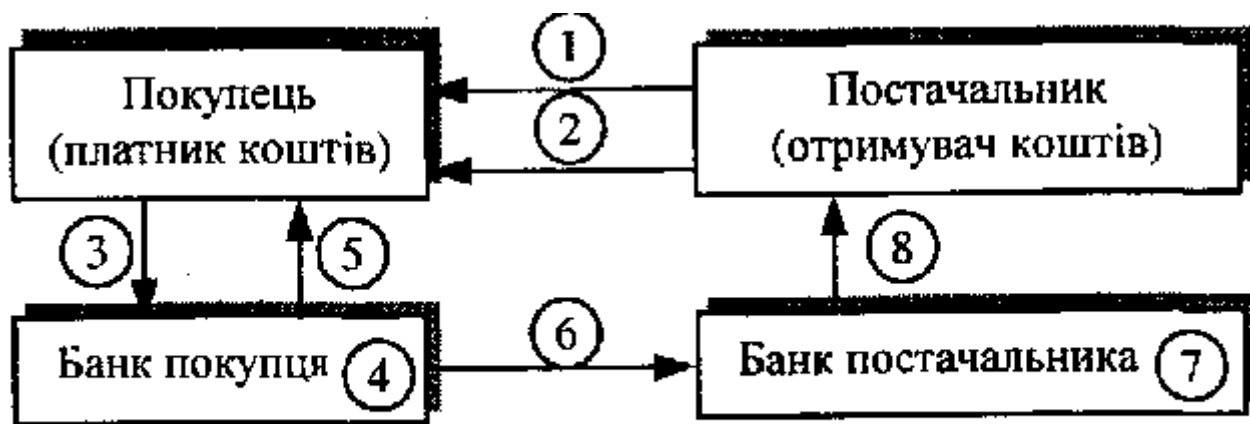 1
Покупець
(платник коштів)
2
Постачальник
(отримувач коштів)
3
5
8
Банк покупця 4
6
Банк постачальника 7